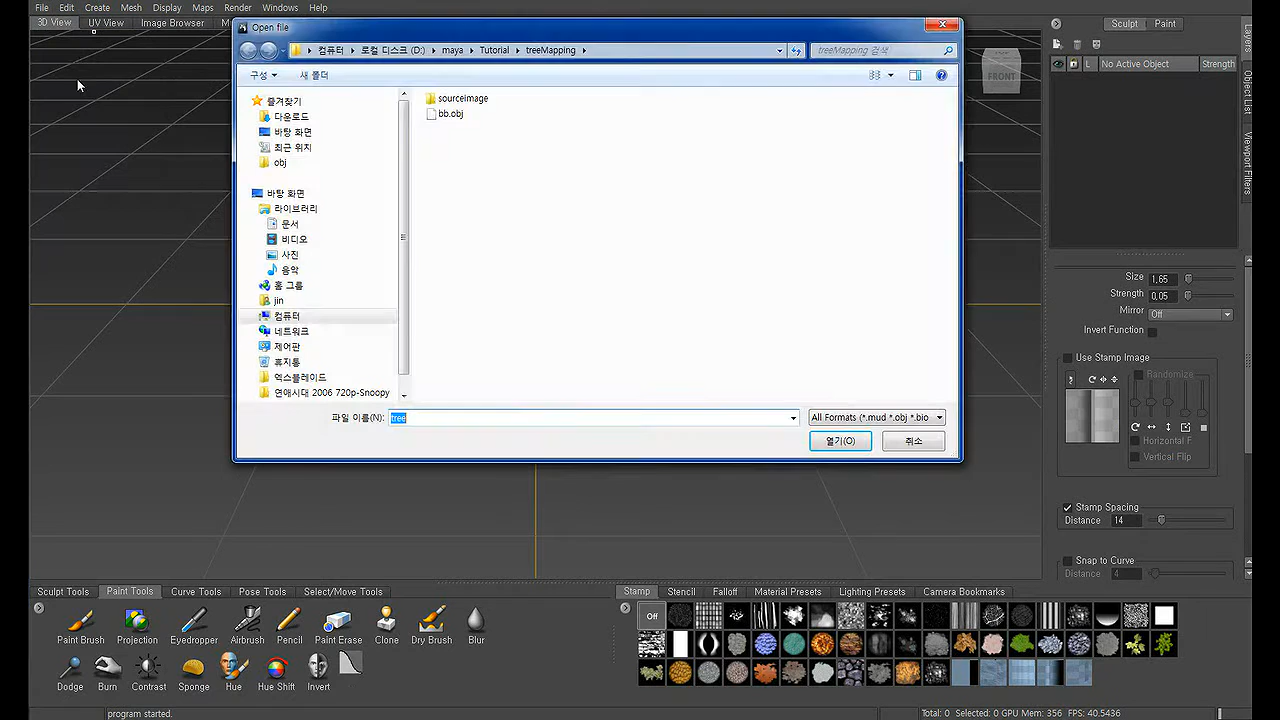 File Edit Create Mesh Display Maps Render Windows Help
3D View UV View Image Browser M
Open file
컴퓨터 로컬 디스크 (D:) maya Tutorial treeMapping
treeMapping 검색
구성 새 폴더
즐겨찾기
다운로드
바탕 화면
최근 위치
obj
바탕 화면
라이브러리
문서
비디오
사진
음악
홈 그룹
jin
컴퓨터
네트워크
제어판
휴지통
엑스플레이드
연애시대 2006 720p-Snoopy
sourceimage
bb.obj
파일 이름(N): tree
All Formats (*.mud *.obj *.bio
열기(O) 취소
FRONT
Sculpt Paint
L No Active Object Strength
Layers
Object List
Viewport Filters
Size 1,65
Strength 0,05
Mirror Off
Invert Function
Use Stamp Image
Randomize
Horizontal F
Vertical Flip
Stamp Spacing
Distance 14
Snap to Curve
Distance 4
Sculpt Tools Paint Tools Curve Tools Pose Tools Select/Move Tools
Paint Brush Projection Eyedropper Airbrush Pencil Paint Erase Clone Dry Brush Blur
Dodge Burn Contrast Sponge Hue Hue Shift Invert
Stamp Stencil Falloff Material Presets Lighting Presets Camera Bookmarks
Off
program started.
Total: 0 Selected: 0 GPU Mem: 356 FPS: 40.5436